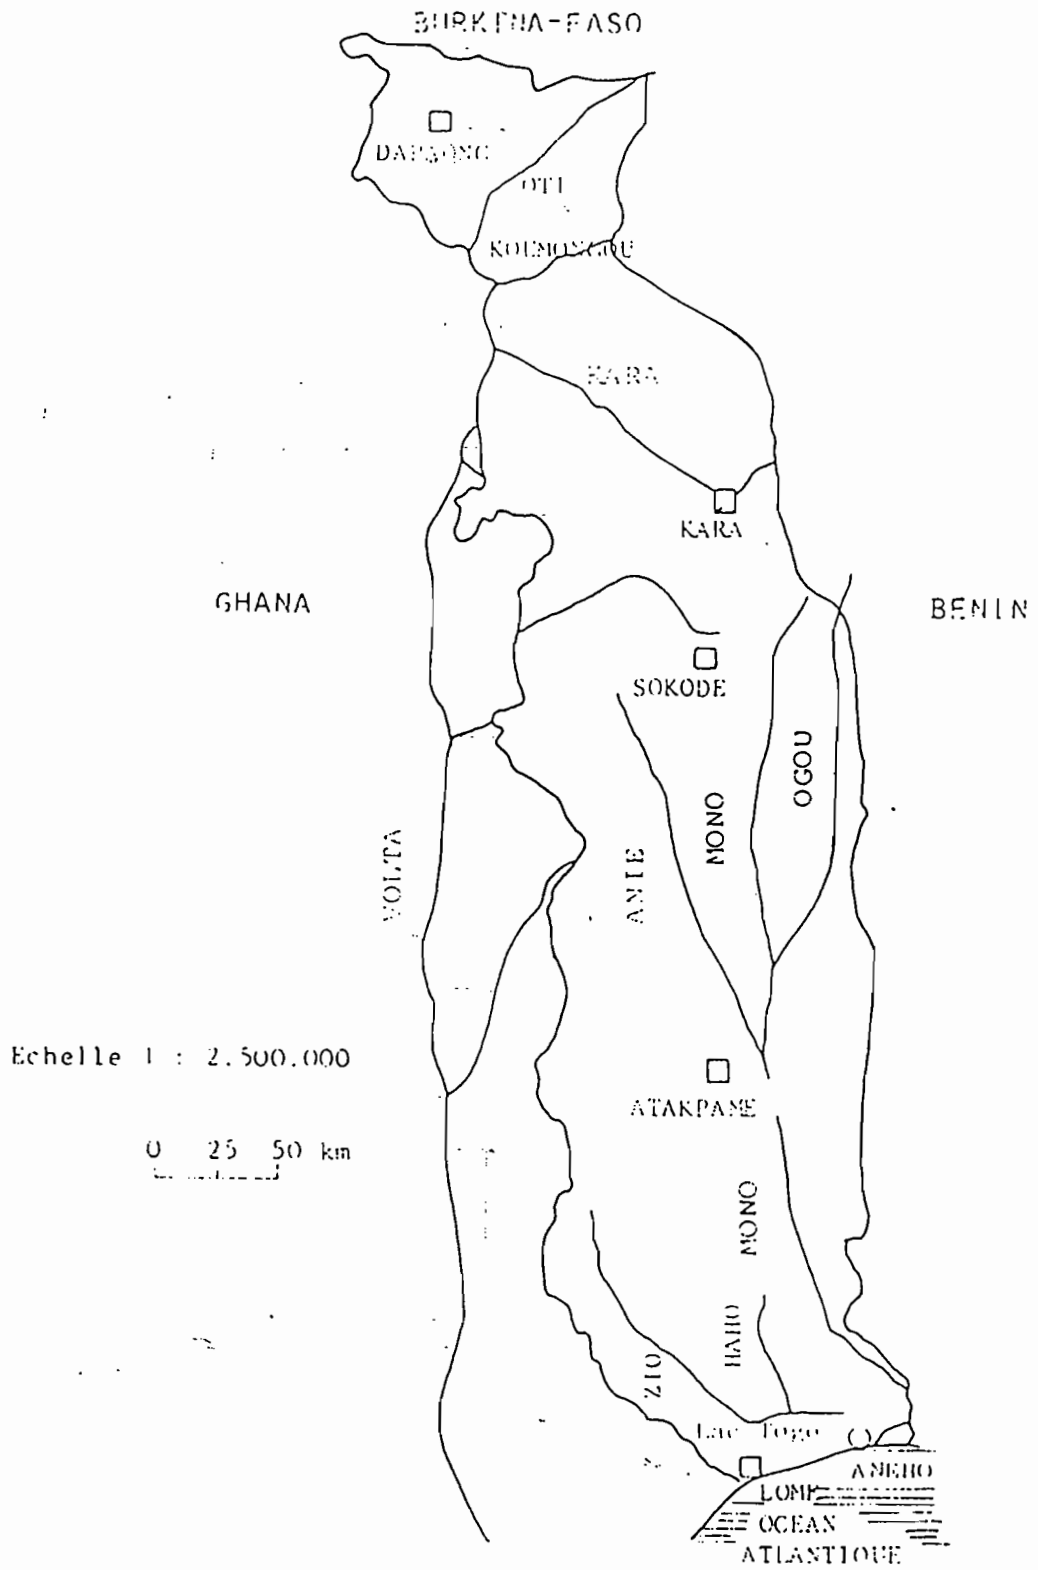 BURKINA-FASO
DAPAONG
OTI
KOUMONGOU
KARA
KARA
GHANA
BENIN
SOKODE
OGOU
MONO
ANIE
VOLTA
Echelle 1 : 2.500.000
ATAKPAME
0 25 50 km
MONO
HAHO
ZIO
Lac Togo
ANEHO
LOME
OCEAN
ATLANTIQUE